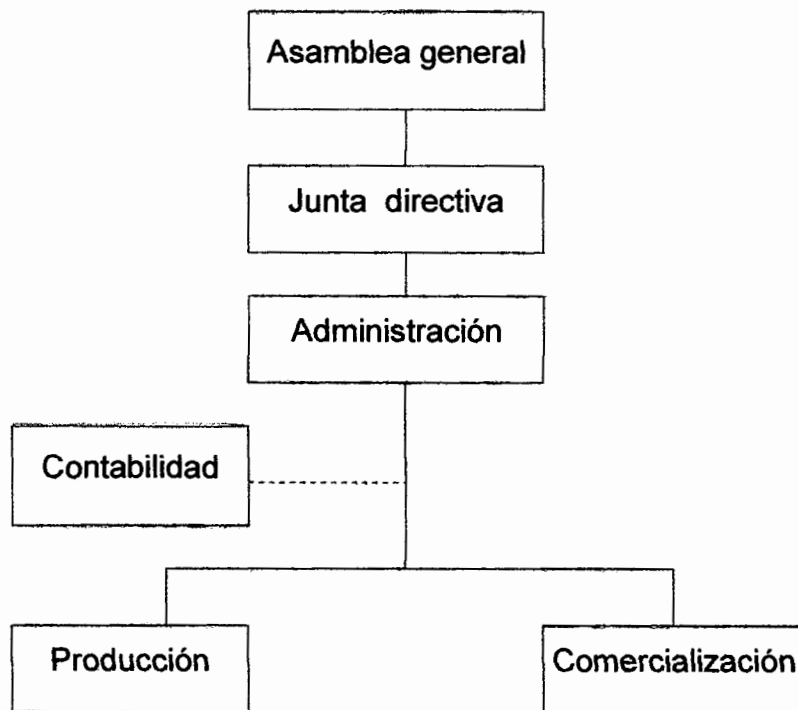 Asamblea general
Junta directiva
Administración
Contabilidad
Producción
Comercialización